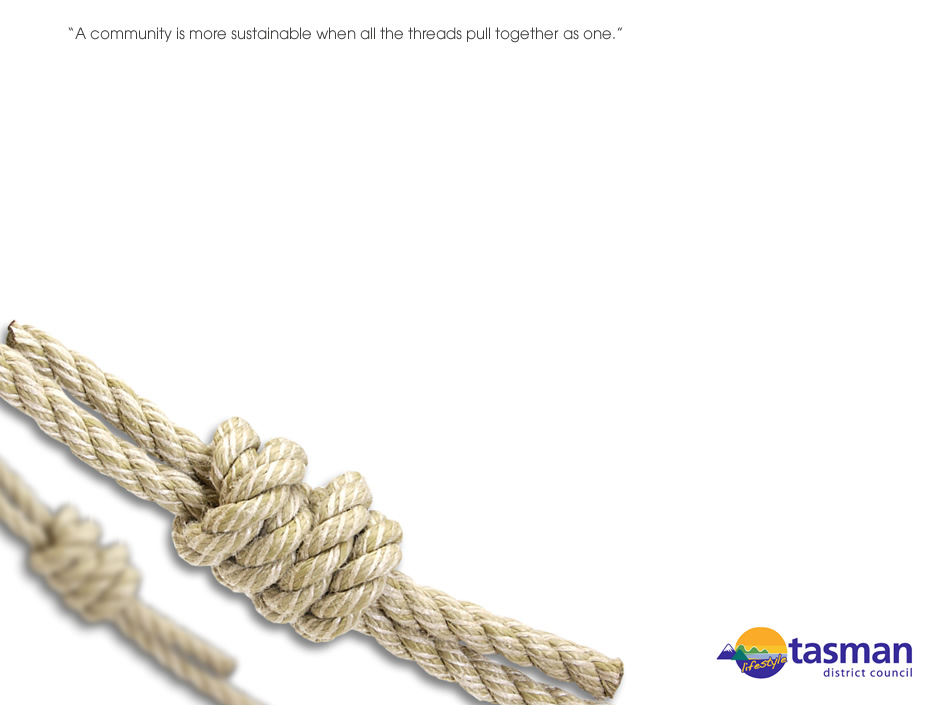 “A community is more sustainable when all the threads pull together as one.”
lifestyle
tasman
district council